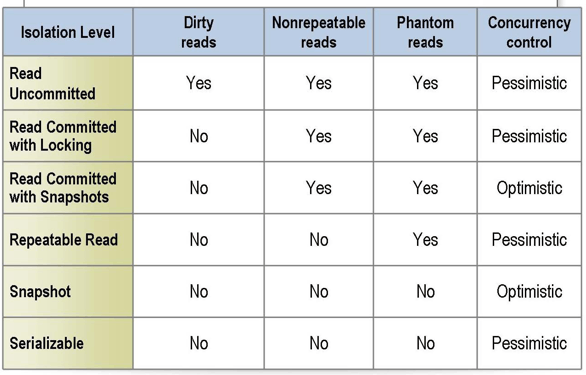 Isolation Level Dirty reads Nonrepeatable reads Phantom reads Concurrency control
Read Uncommitted Yes Yes Yes Pessimistic
Read Committed with Locking No Yes Yes Pessimistic
Read Committed with Snapshots No Yes Yes Optimistic
Repeatable Read No No Yes Pessimistic
Snapshot No No No Optimistic
Serializable No No No Pessimistic